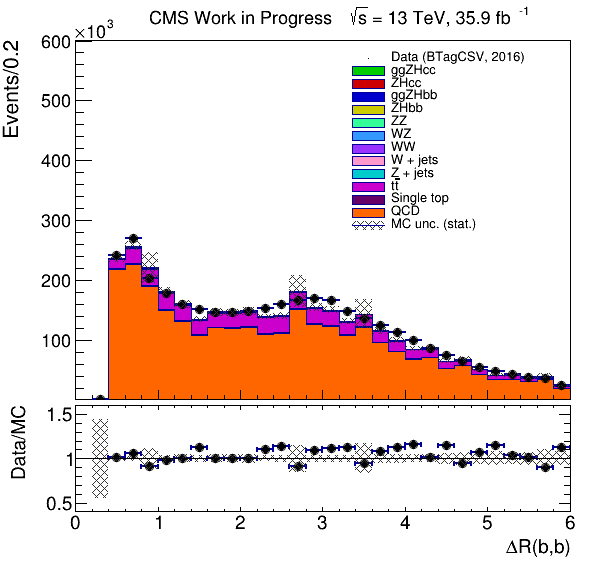 CMS Work in Progress √s = 13 TeV, 35.9 fb⁻¹
×10³
Events/0.2
600
500
400
300
200
100
Data (BTagCSV, 2016)
ggZHcc
ZHcc
ggZHbb
ZHbb
ZZ
WZ
WW
W + jets
Z + jets
tt̅
Single top
QCD
MC unc. (stat.)
Data/MC
1.5
1
0.5
0 1 2 3 4 5 6
ΔR(b,b)